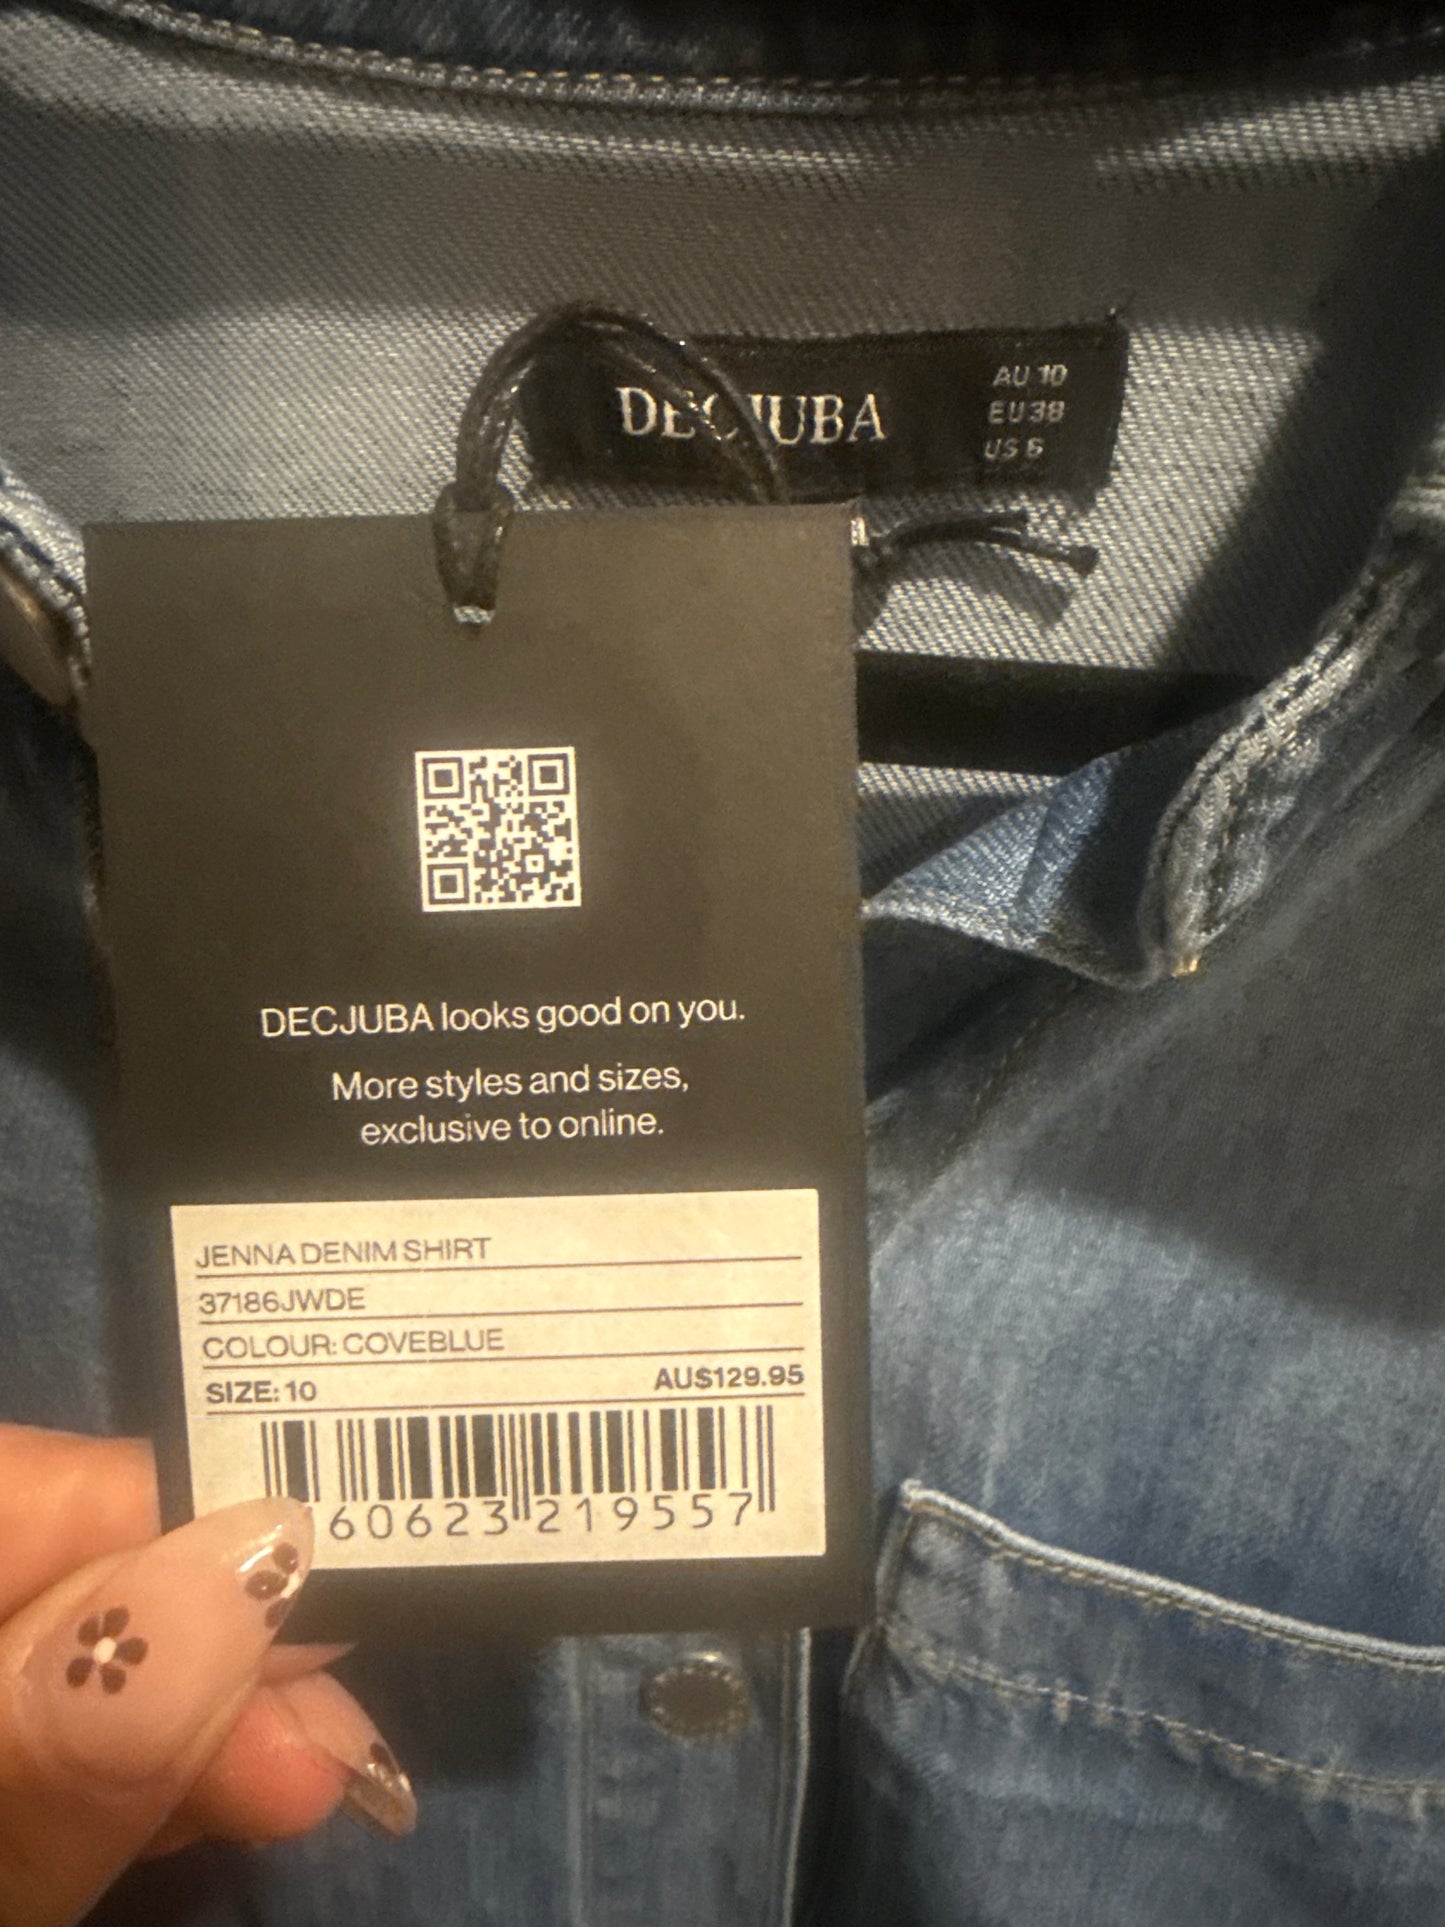 DECJUBA
AU 10
EU 38
US 6
DECJUBA looks good on you.
More styles and sizes,
exclusive to online.
JENNA DENIM SHIRT
37186JWDE
COLOUR: COVEBLUE
SIZE: 10 AU$129.95
60623 219557